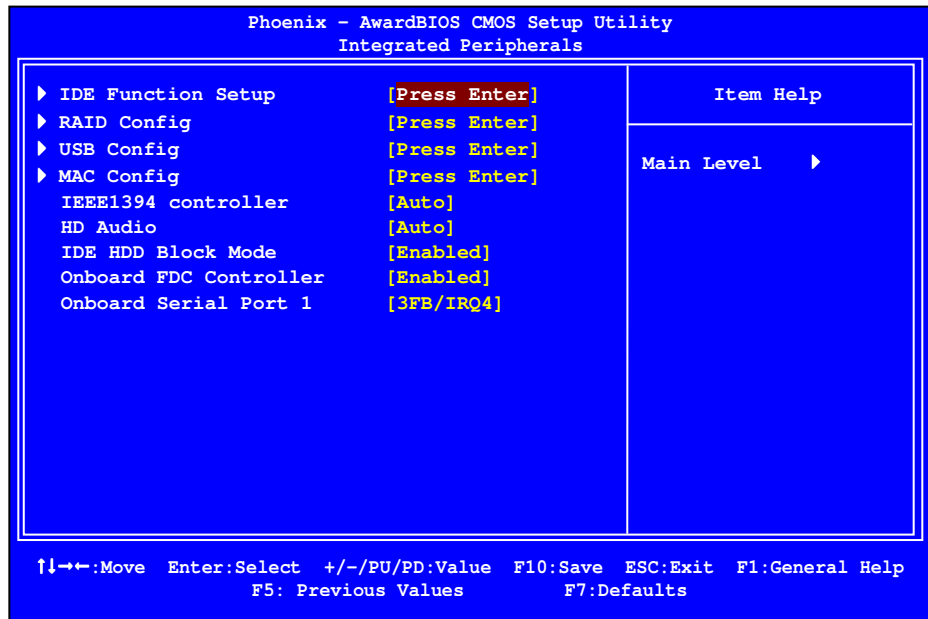 Phoenix – AwardBIOS CMOS Setup Utility
Integrated Peripherals
IDE Function Setup [Press Enter]
RAID Config [Press Enter]
USB Config [Press Enter]
MAC Config [Press Enter]
IEEE1394 controller [Auto]
HD Audio [Auto]
IDE HDD Block Mode [Enabled]
Onboard FDC Controller [Enabled]
Onboard Serial Port 1 [3FB/IRQ4]
Item Help
Main Level
↑↓→←:Move Enter:Select +/-/PU/PD:Value F10:Save ESC:Exit F1:General Help
F5: Previous Values F7:Defaults